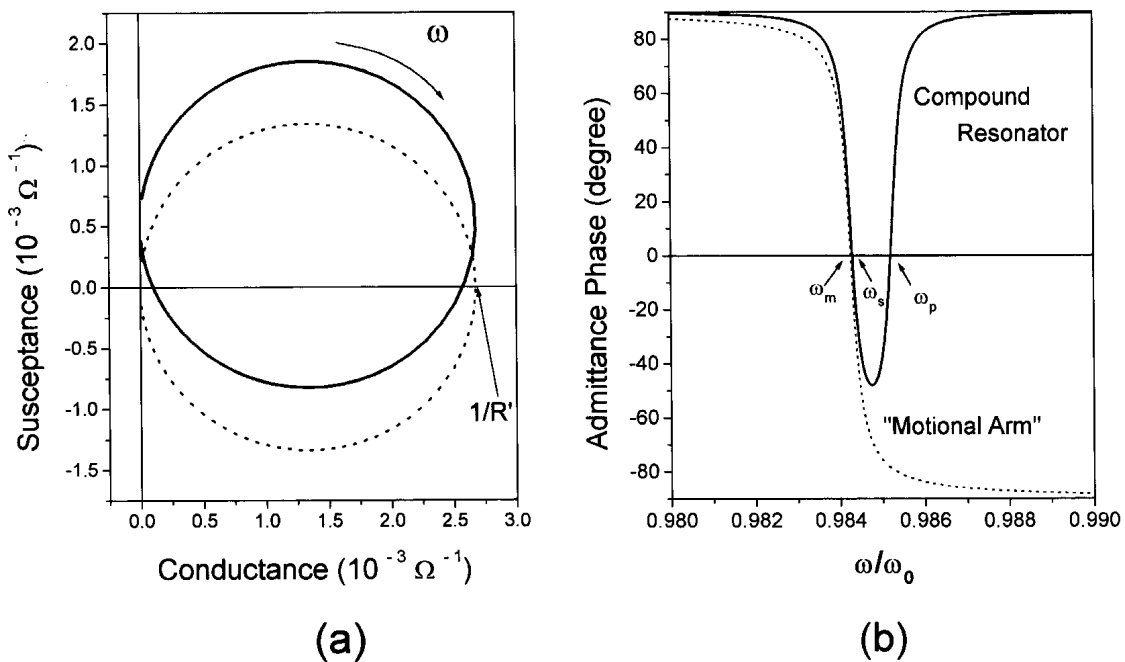 ω
2.0
1.5
1.0
0.5
0.0
-0.5
-1.0
-1.5
0.0 0.5 1.0 1.5 2.0 2.5 3.0
1/R'
Susceptance (10 ⁻³ Ω ⁻¹)
Conductance (10 ⁻³ Ω ⁻¹)
(a)
80
60
40
20
0
-20
-40
-60
-80
0.980 0.982 0.984 0.986 0.988 0.990
Compound
Resonator
ωₘ ωₛ ωₚ
"Motional Arm"
Admittance Phase (degree)
ω/ω₀
(b)